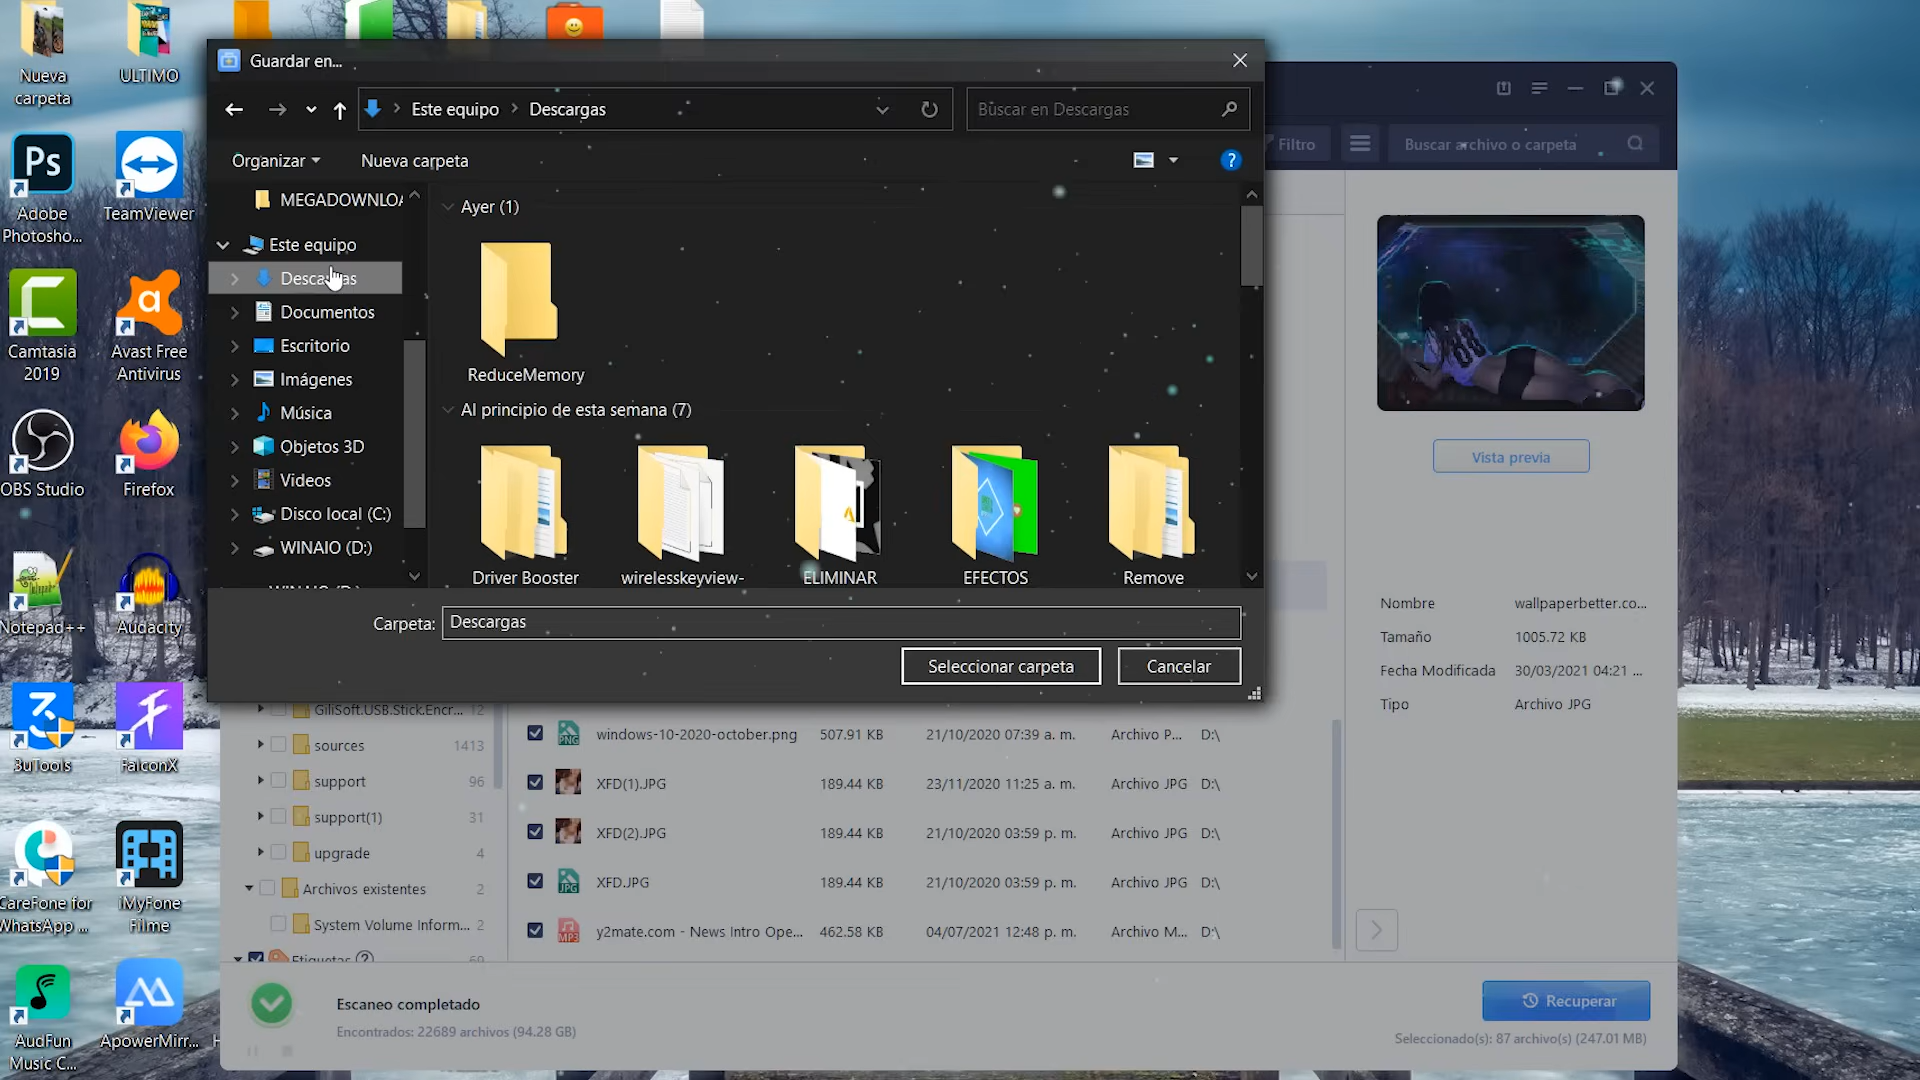 Nueva
carpeta
ULTIMO
Ps
Adobe
Photosho...
TeamViewer
Camtasia
2019
Avast Free
Antivirus
OBS Studio
Firefox
Notepad++
Audacity
3uTools
FalconX
CareFone for
WhatsApp ...
iMyFone
Filme
AudFun
Music C...
ApowerMirr...
Guardar en...
Este equipo
Descargas
Buscar en Descargas
Organizar
Nueva carpeta
?
MEGADOWNLOA
Este equipo
Descargas
Documentos
Escritorio
Imágenes
Música
Objetos 3D
Videos
Disco local (C:)
WINAIO (D:)
WINAIO (D:)
Ayer (1)
ReduceMemory
Al principio de esta semana (7)
Driver Booster
wirelesskeyview-
ELIMINAR
EFECTOS
Remove
Carpeta:
Descargas
Seleccionar carpeta
Cancelar
Filtro
Buscar archivo o carpeta
Vista previa
Nombre wallpaperbetter.co...
Tamaño 1005.72 KB
Fecha Modificada 30/03/2021 04:21 ...
Tipo Archivo JPG
GiliSoft.USB.Stick.Encr... 12
sources 1413
support 96
support(1) 31
upgrade 4
Archivos existentes 2
System Volume Inform... 2
Etiquetas ? 69
PNG windows-10-2020-october.png 507.91 KB 21/10/2020 07:39 a. m. Archivo P... D:\
XFD(1).JPG 189.44 KB 23/11/2020 11:25 a. m. Archivo JPG D:\
XFD(2).JPG 189.44 KB 21/10/2020 03:59 p. m. Archivo JPG D:\
JPG XFD.JPG 189.44 KB 21/10/2020 03:59 p. m. Archivo JPG D:\
MP3 y2mate.com - News Intro Ope... 462.58 KB 04/07/2021 12:48 p. m. Archivo M... D:\
Escaneo completado
Encontrados: 22689 archivos (94.28 GB)
Recuperar
Seleccionado(s): 87 archivo(s) (247.01 MB)